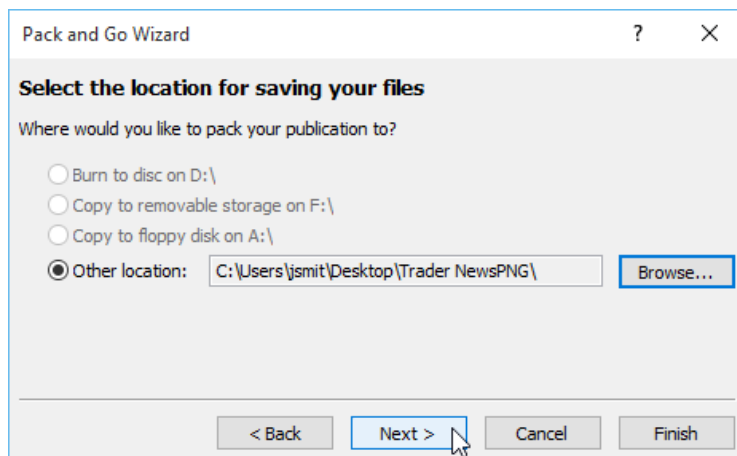 Pack and Go Wizard ? ✕
Select the location for saving your files
Where would you like to pack your publication to?
Burn to disc on D:\
Copy to removable storage on F:\
Copy to floppy disk on A:\
Other location: C:\Users\jsmit\Desktop\Trader NewsPNG\ Browse...
< Back Next > Cancel Finish